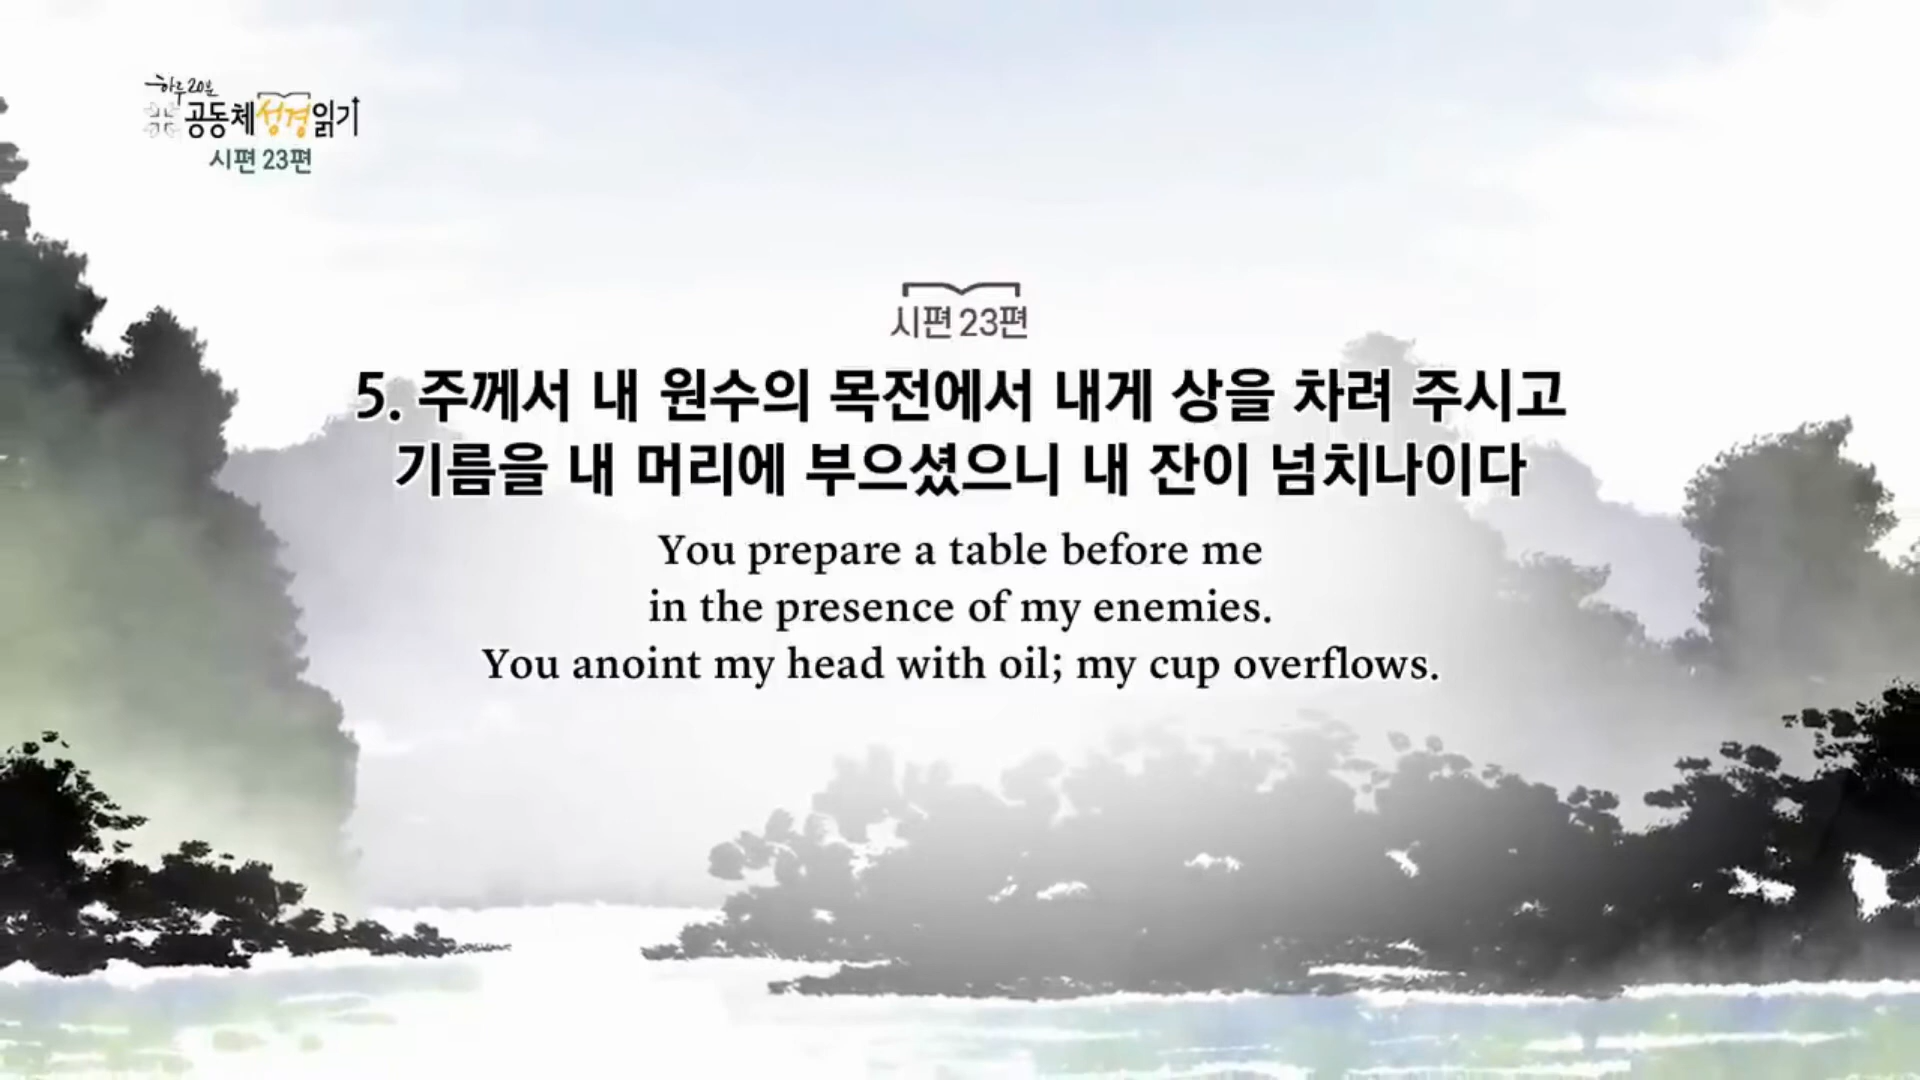 하루 20분
공동체성경읽기
시편 23편
시편 23편
5. 주께서 내 원수의 목전에서 내게 상을 차려 주시고
기름을 내 머리에 부으셨으니 내 잔이 넘치나이다
You prepare a table before me
in the presence of my enemies.
You anoint my head with oil; my cup overflows.